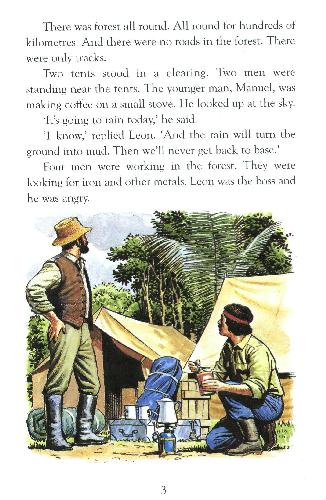 There was forest all round. All round for hundreds of
kilometres. And there were no roads in the forest. There
were only tracks.
Two tents stood in a clearing. Two men were
standing near the tents. The younger man, Manuel, was
making coffee on a small stove. He looked up at the sky.
'It's going to rain today,' he said.
'I know,' replied Leon. 'And the rain will turn the
ground into mud. Then we'll never get back to base.'
Four men were working in the forest. They were
looking for iron and other metals. Leon was the boss and
he was angry.
3